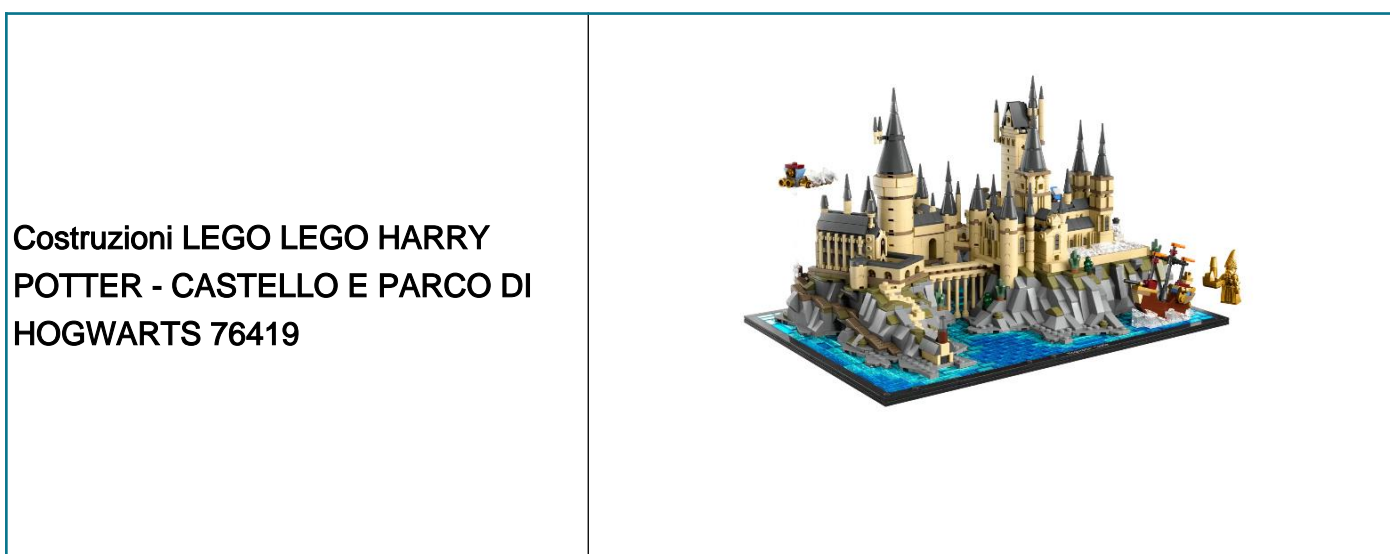 Costruzioni LEGO LEGO HARRY
POTTER - CASTELLO E PARCO DI
HOGWARTS 76419